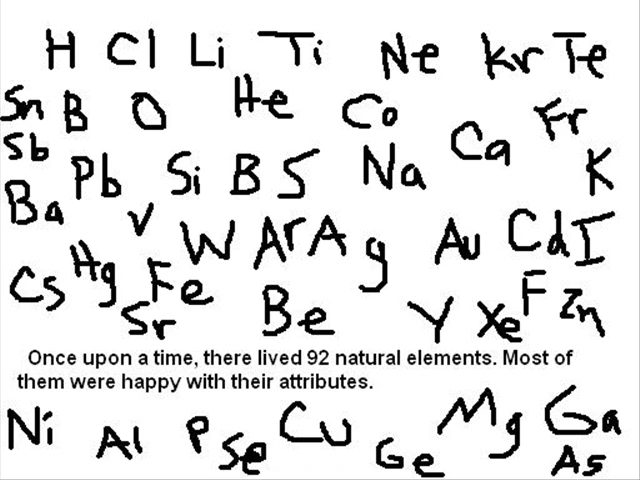 H Cl Li Ti Ne Kr Te
Sn B O He Co Fr
Sb Ca
Pb Si B S Na K
Ba V W Ar Ag Au Cd I
Cs Hg Fe F Zn
Sr Be Y Xe
Once upon a time, there lived 92 natural elements. Most of
them were happy with their attributes.
Ni Al P Se Cu Ge Mg Ga
As